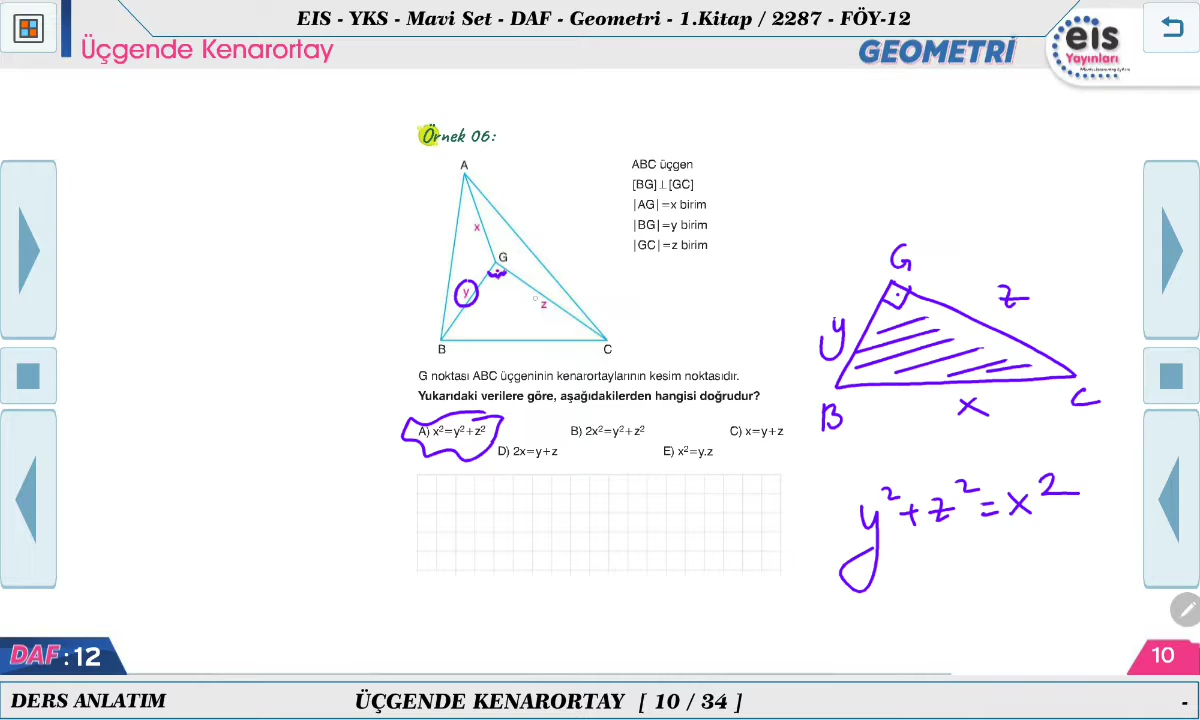 EIS - YKS - Mavi Set - DAF - Geometri - 1.Kitap / 2287 - FÖY-12
Üçgende Kenarortay
GEOMETRİ
eis
Yayınları
Örnek 06:
A
x
G
y
z
B
C
ABC üçgen
[BG]⊥[GC]
|AG|=x birim
|BG|=y birim
|GC|=z birim
G noktası ABC üçgeninin kenarortaylarının kesim noktasıdır.
Yukarıdaki verilere göre, aşağıdakilerden hangisi doğrudur?
A) x²=y²+z² B) 2x²=y²+z² C) x=y+z
D) 2x=y+z E) x²=y.z
G
z
y
B
x
C
y²+z²=x²
DAF:12
10
DERS ANLATIM
ÜÇGENDE KENARORTAY [ 10 / 34 ]
-